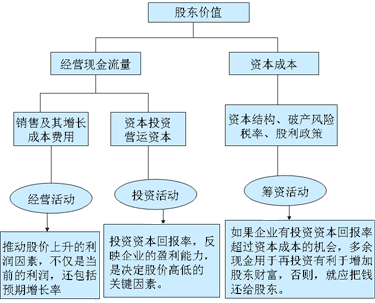 股东价值
经营现金流量
资本成本
销售及其增长
成本费用
资本投资
营运资本
资本结构、破产风险
税率、股利政策
经营活动
投资活动
筹资活动
推动股价上升的利
润因素，不仅是当
前的利润，还包括
预期增长率
投资资本回报率，反
映企业的盈利能力，
是决定股价高低的
关键因素。
如果企业有投资资本回报率
超过资本成本的机会，多余
现金用于再投资有利于增加
股东财富，否则，就应把钱
还给股东。